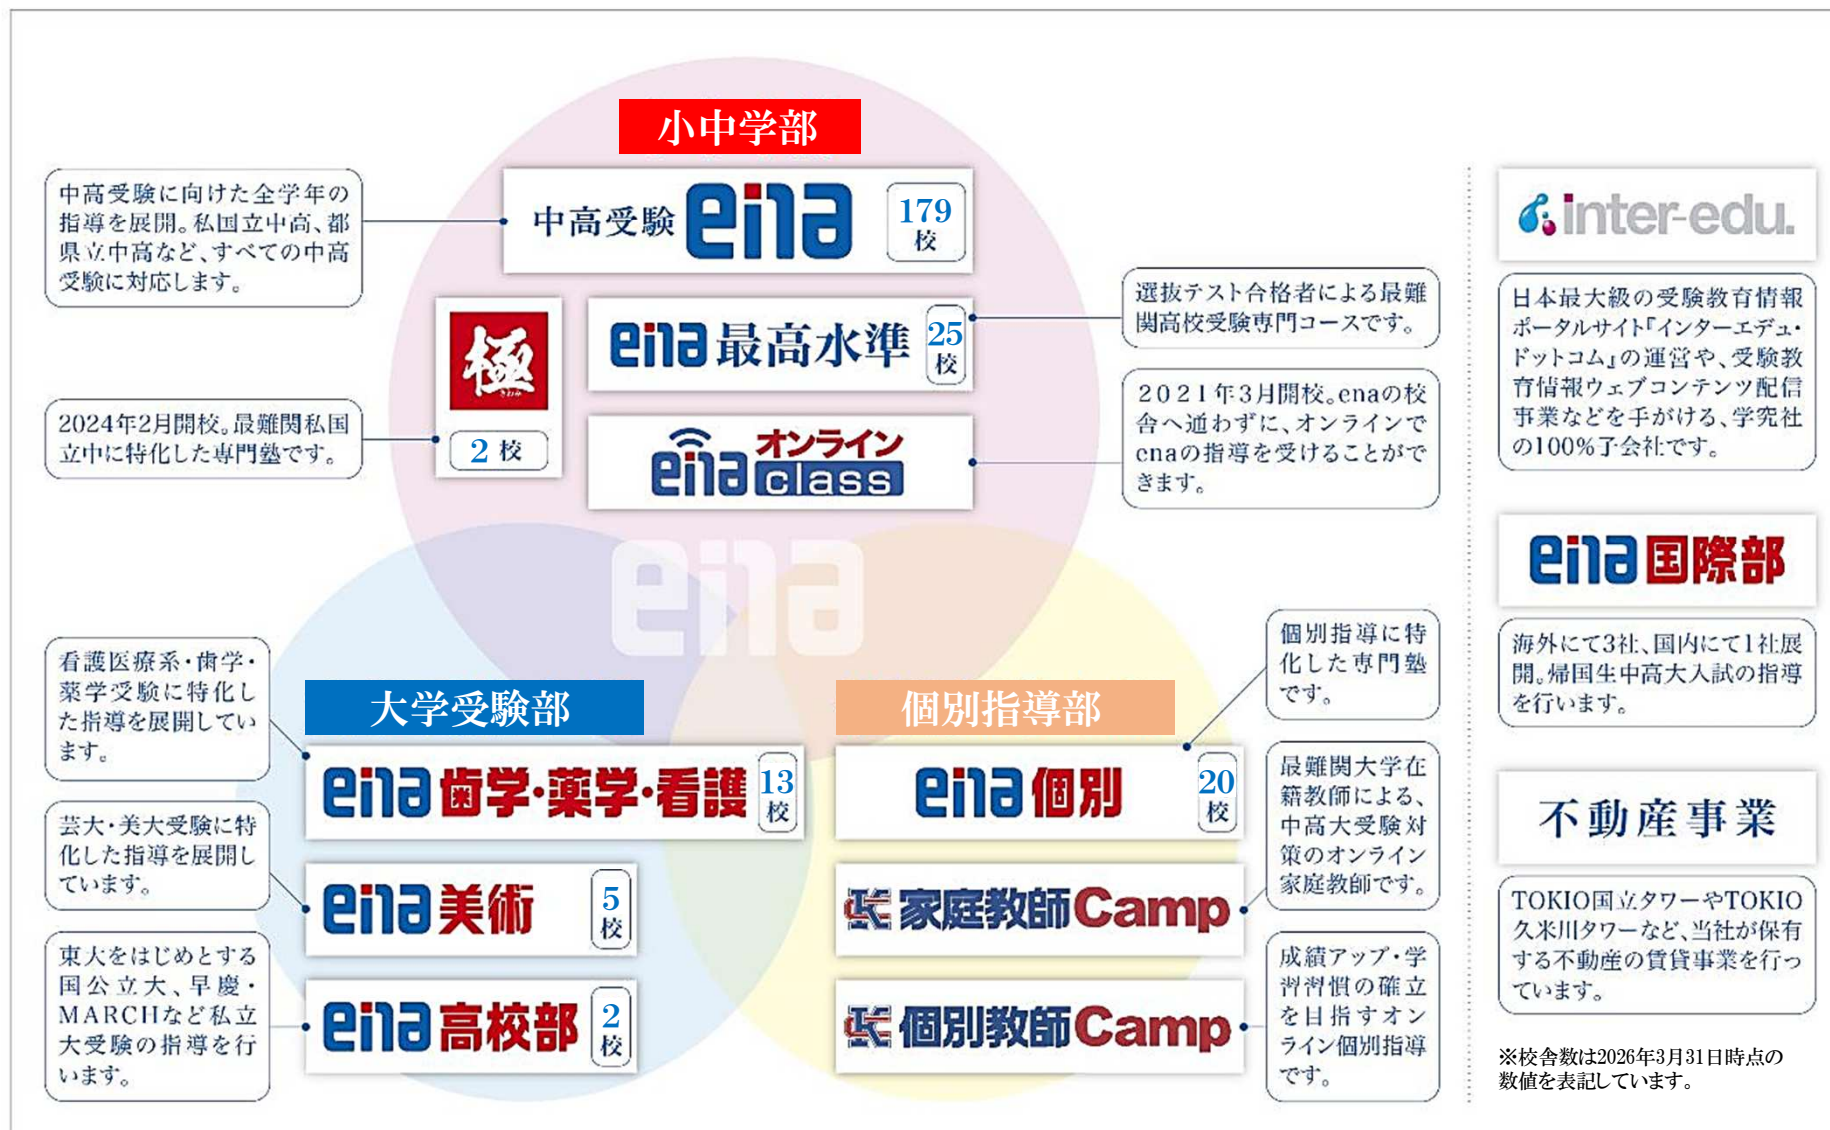 小中学部
中高受験に向けた全学年の
指導を展開。私国立中高、都
県立中高など、すべての中高
受験に対応します。
中高受験 ena
179
校
極
きわみ
2校
2024年2月開校。最難関私国
立中に特化した専門塾です。
ena 最高水準
25
校
選抜テスト合格者による最難
関高校受験専門コースです。
ena オンライン
class
2021年3月開校。enaの校
舎へ通わずに、オンラインで
enaの指導を受けることがで
きます。
ena
大学受験部
看護医療系・歯学・
薬学受験に特化し
た指導を展開してい
ます。
ena 歯学・薬学・看護
13
校
芸大・美大受験に特
化した指導を展開し
ています。
ena 美術
5
校
東大をはじめとする
国公立大、早慶・
MARCHなど私立
大受験の指導を行
います。
ena 高校部
2
校
個別指導部
個別指導に特
化した専門塾
です。
ena 個別
20
校
最難関大学在
籍教師による、
中高大受験対
策のオンライン
家庭教師です。
家庭教師Camp
成績アップ・学
習習慣の確立
を目指すオン
ライン個別指導
です。
個別教師Camp
inter-edu.
日本最大級の受験教育情報
ポータルサイト『インターエデュ・
ドットコム』の運営や、受験教
育情報ウェブコンテンツ配信
事業などを手がける、学究社
の100%子会社です。
ena 国際部
海外にて3社、国内にて1社展
開。帰国生中高大入試の指導
を行います。
不動産事業
TOKIO国立タワーやTOKIO
久米川タワーなど、当社が保有
する不動産の賃貸事業を行っ
ています。
※校舎数は2026年3月31日時点の
数値を表記しています。